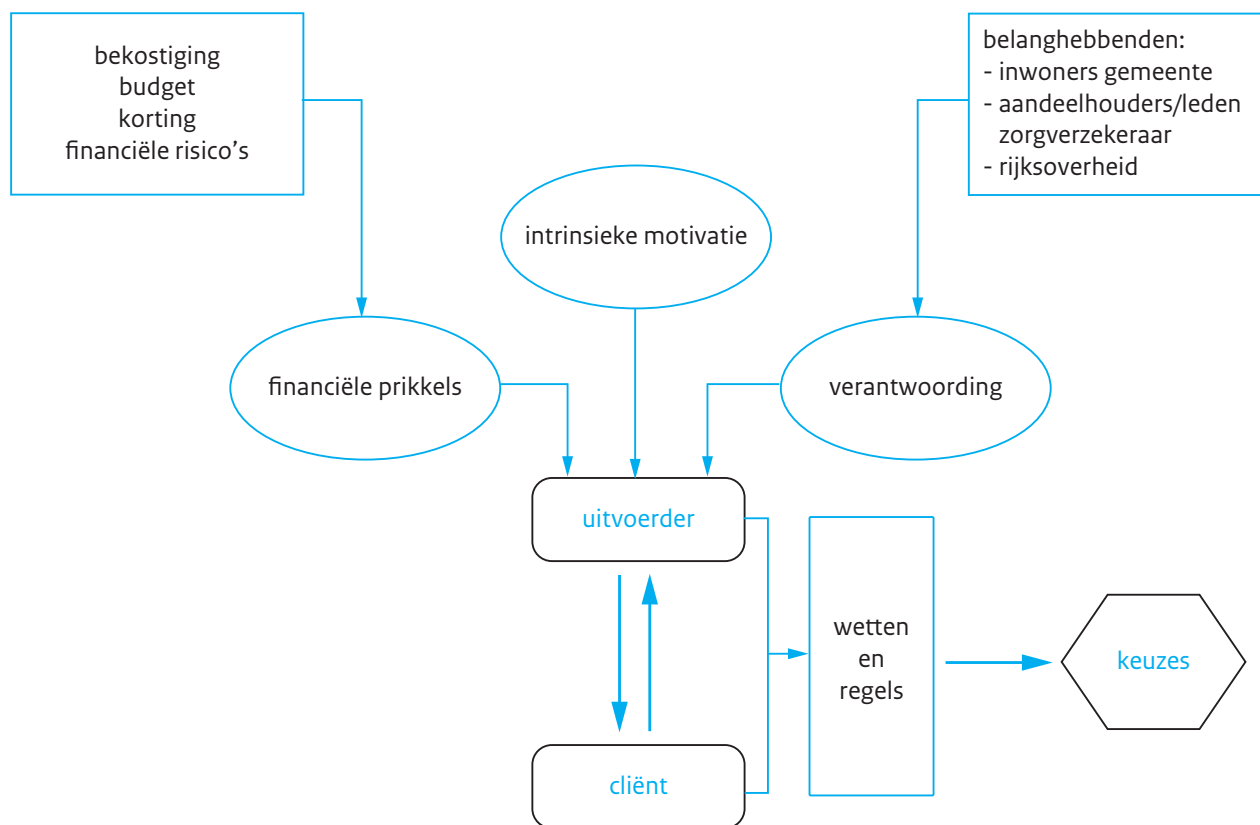 bekostiging
budget
korting
financiële risico's
belanghebbenden:
- inwoners gemeente
- aandeelhouders/leden
zorgverzekeraar
- rijksoverheid
intrinsieke motivatie
financiële prikkels
verantwoording
uitvoerder
wetten
en
regels
keuzes
cliënt